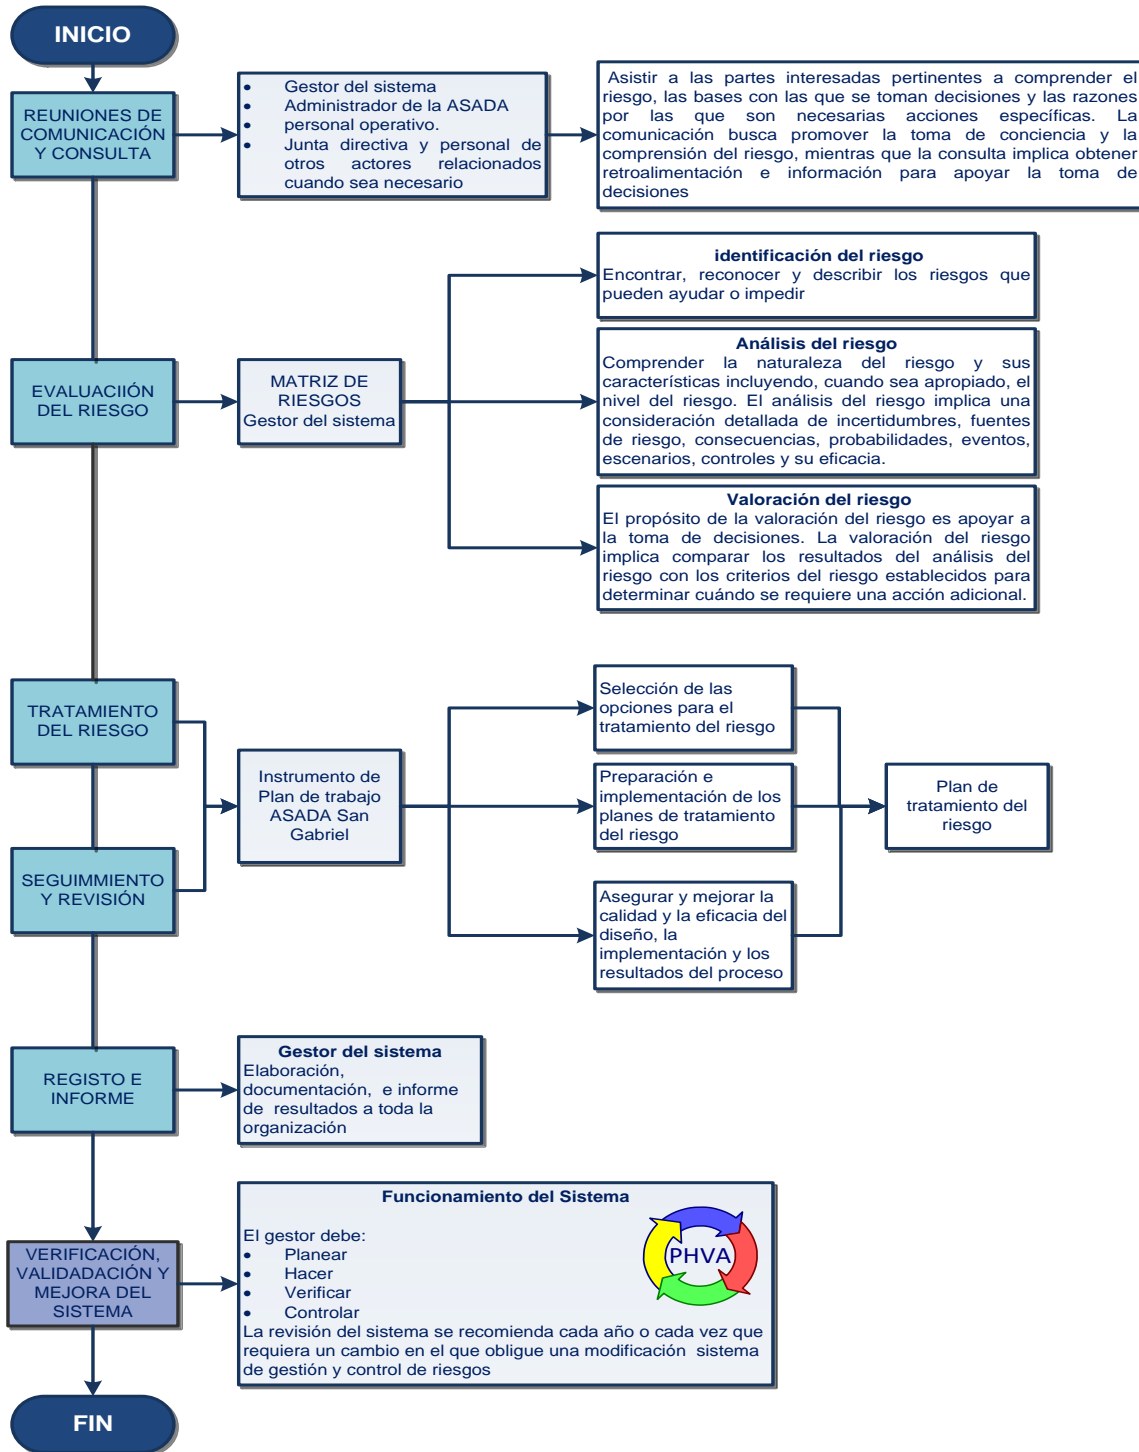 INICIO
REUNIONES DE
COMUNICACIÓN
Y CONSULTA
• Gestor del sistema
• Administrador de la ASADA
• personal operativo.
• Junta directiva y personal de
otros actores relacionados
cuando sea necesario
Asistir a las partes interesadas pertinentes a comprender el
riesgo, las bases con las que se toman decisiones y las razones
por las que son necesarias acciones específicas. La
comunicación busca promover la toma de conciencia y la
comprensión del riesgo, mientras que la consulta implica obtener
retroalimentación e información para apoyar la toma de
decisiones
EVALUACIIÓN
DEL RIESGO
MATRIZ DE
RIESGOS
Gestor del sistema
identificación del riesgo
Encontrar, reconocer y describir los riesgos que
pueden ayudar o impedir
Análisis del riesgo
Comprender la naturaleza del riesgo y sus
características incluyendo, cuando sea apropiado, el
nivel del riesgo. El análisis del riesgo implica una
consideración detallada de incertidumbres, fuentes
de riesgo, consecuencias, probabilidades, eventos,
escenarios, controles y su eficacia.
Valoración del riesgo
El propósito de la valoración del riesgo es apoyar a
la toma de decisiones. La valoración del riesgo
implica comparar los resultados del análisis del
riesgo con los criterios del riesgo establecidos para
determinar cuándo se requiere una acción adicional.
TRATAMIENTO
DEL RIESGO
SEGUIMMIENTO
Y REVISIÓN
Instrumento de
Plan de trabajo
ASADA San
Gabriel
Selección de las
opciones para el
tratamiento del riesgo
Preparación e
implementación de los
planes de tratamiento
del riesgo
Asegurar y mejorar la
calidad y la eficacia del
diseño, la
implementación y los
resultados del proceso
Plan de
tratamiento del
riesgo
REGISTO E
INFORME
Gestor del sistema
Elaboración,
documentación, e informe
de resultados a toda la
organización
VERIFICACIÓN,
VALIDADACIÓN Y
MEJORA DEL
SISTEMA
Funcionamiento del Sistema
El gestor debe:
• Planear
• Hacer
• Verificar
• Controlar
PHVA
La revisión del sistema se recomienda cada año o cada vez que
requiera un cambio en el que obligue una modificación sistema
de gestión y control de riesgos
FIN